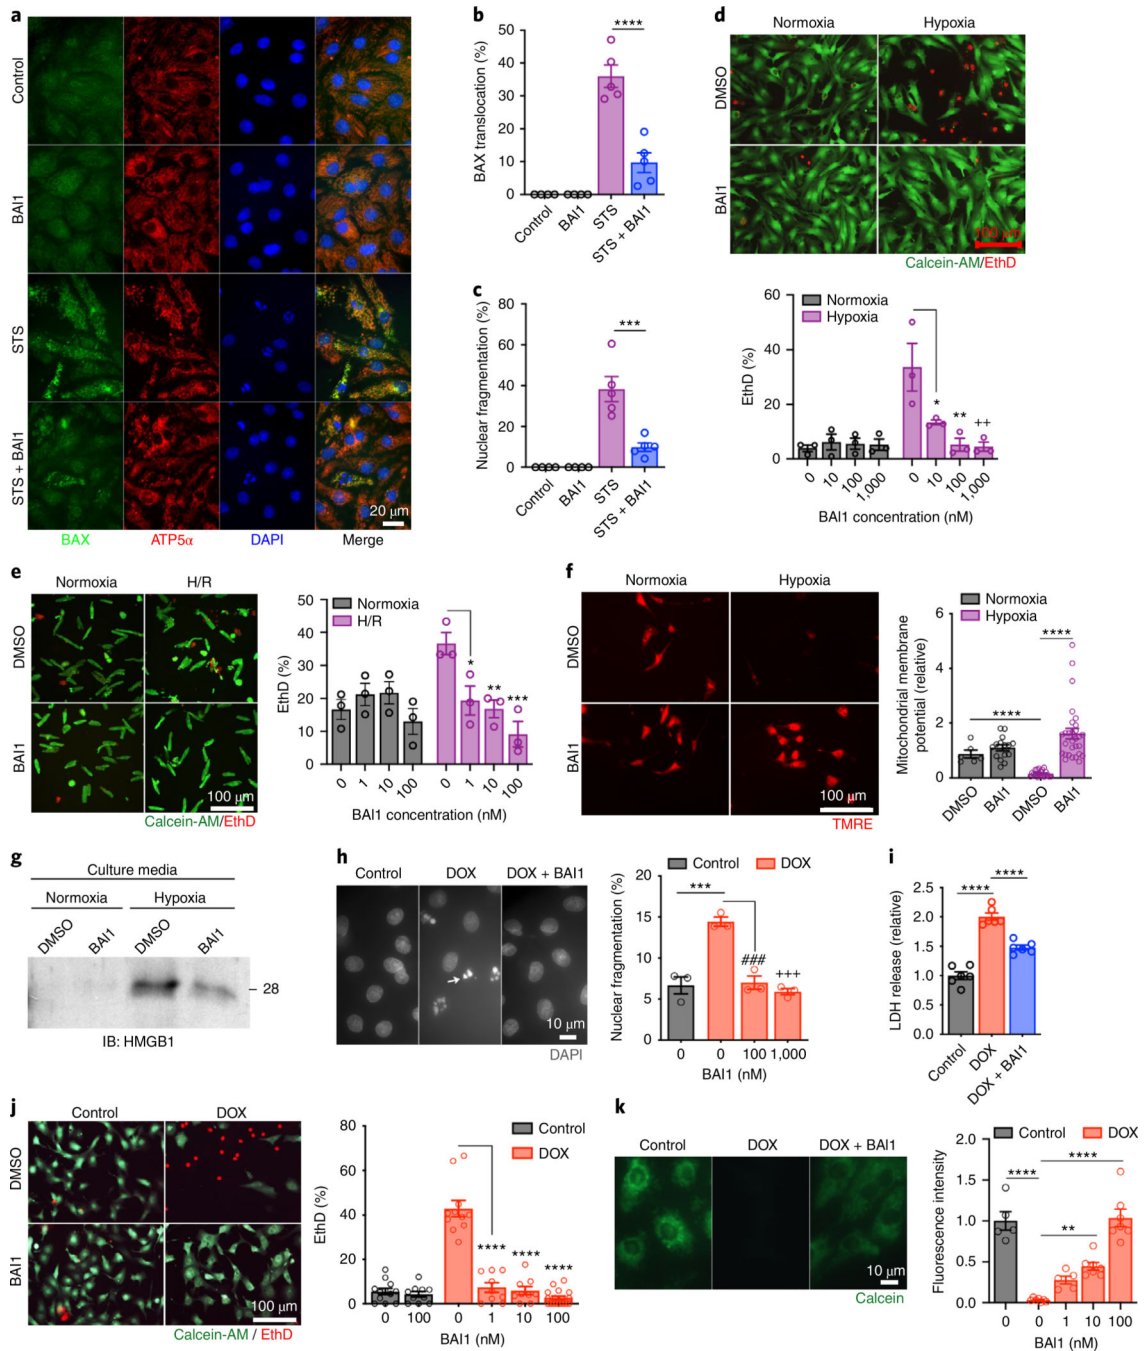 a
Control
BAI1
STS
STS + BAI1
20 µm
BAX ATP5α DAPI Merge
b
BAX translocation (%)
50
40
30
20
10
0
****
Control BAI1 STS STS + BAI1
c
Nuclear fragmentation (%)
80
60
40
20
0
***
Control BAI1 STS STS + BAI1
d
Normoxia Hypoxia
DMSO
BAI1
100 µm
Calcein-AM/EthD
EthD (%)
60
40
20
0
Normoxia
Hypoxia
* ** ++
0 10 100 1,000 0 10 100 1,000
BAI1 concentration (nM)
e
Normoxia H/R
DMSO
BAI1
100 µm
Calcein-AM/EthD
EthD (%)
50
40
30
20
10
0
Normoxia
H/R
* ** ***
0 1 10 100 0 1 10 100
BAI1 concentration (nM)
f
Normoxia Hypoxia
DMSO
BAI1
100 µm
TMRE
Mitochondrial membrane
potential (relative)
6
4
2
0
Normoxia
Hypoxia
****
****
DMSO BAI1 DMSO BAI1
g
Culture media
Normoxia Hypoxia
DMSO BAI1 DMSO BAI1
– 28
IB: HMGB1
h
Control DOX DOX + BAI1
10 µm
DAPI
Nuclear fragmentation (%)
20
15
10
5
0
Control DOX
***
### +++
0 0 100 1,000
BAI1 (nM)
i
LDH release (relative)
2.5
2.0
1.5
1.0
0.5
0.0
**** ****
Control DOX DOX + BAI1
j
Control DOX
DMSO
BAI1
100 µm
Calcein-AM / EthD
EthD (%)
80
60
40
20
0
Control
DOX
**** **** ****
0 100 0 1 10 100
BAI1 (nM)
k
Control DOX DOX + BAI1
10 µm
Calcein
Fluorescence intensity
2.0
1.5
1.0
0.5
0.0
Control DOX
**** ****
**
0 0 1 10 100
BAI1 (nM)